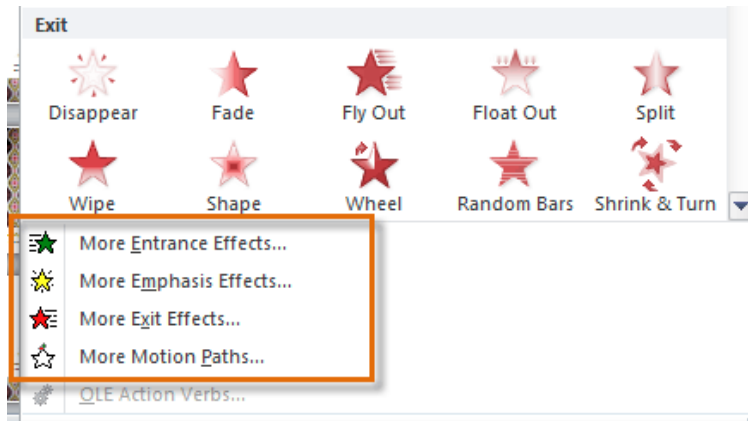 Exit
Disappear Fade Fly Out Float Out Split
Wipe Shape Wheel Random Bars Shrink & Turn
More Entrance Effects...
More Emphasis Effects...
More Exit Effects...
More Motion Paths...
OLE Action Verbs...